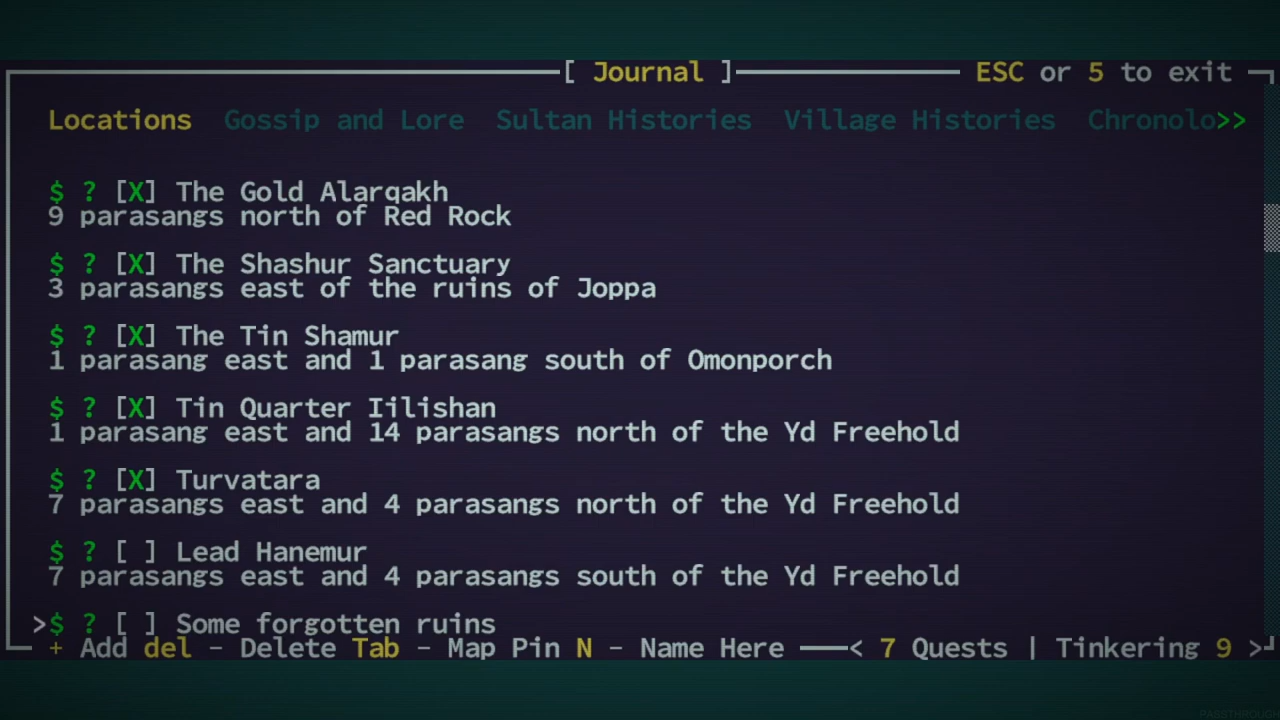 [ Journal ] ESC or 5 to exit
Locations Gossip and Lore Sultan Histories Village Histories Chronolo>>
$ ? [X] The Gold Alarqakh
9 parasangs north of Red Rock
$ ? [X] The Shashur Sanctuary
3 parasangs east of the ruins of Joppa
$ ? [X] The Tin Shamur
1 parasang east and 1 parasang south of Omonporch
$ ? [X] Tin Quarter Iilishan
1 parasang east and 14 parasangs north of the Yd Freehold
$ ? [X] Turvatara
7 parasangs east and 4 parasangs north of the Yd Freehold
$ ? [ ] Lead Hanemur
7 parasangs east and 4 parasangs south of the Yd Freehold
>$ ? [ ] Some forgotten ruins
+ Add del - Delete Tab - Map Pin N - Name Here < 7 Quests | Tinkering 9 >